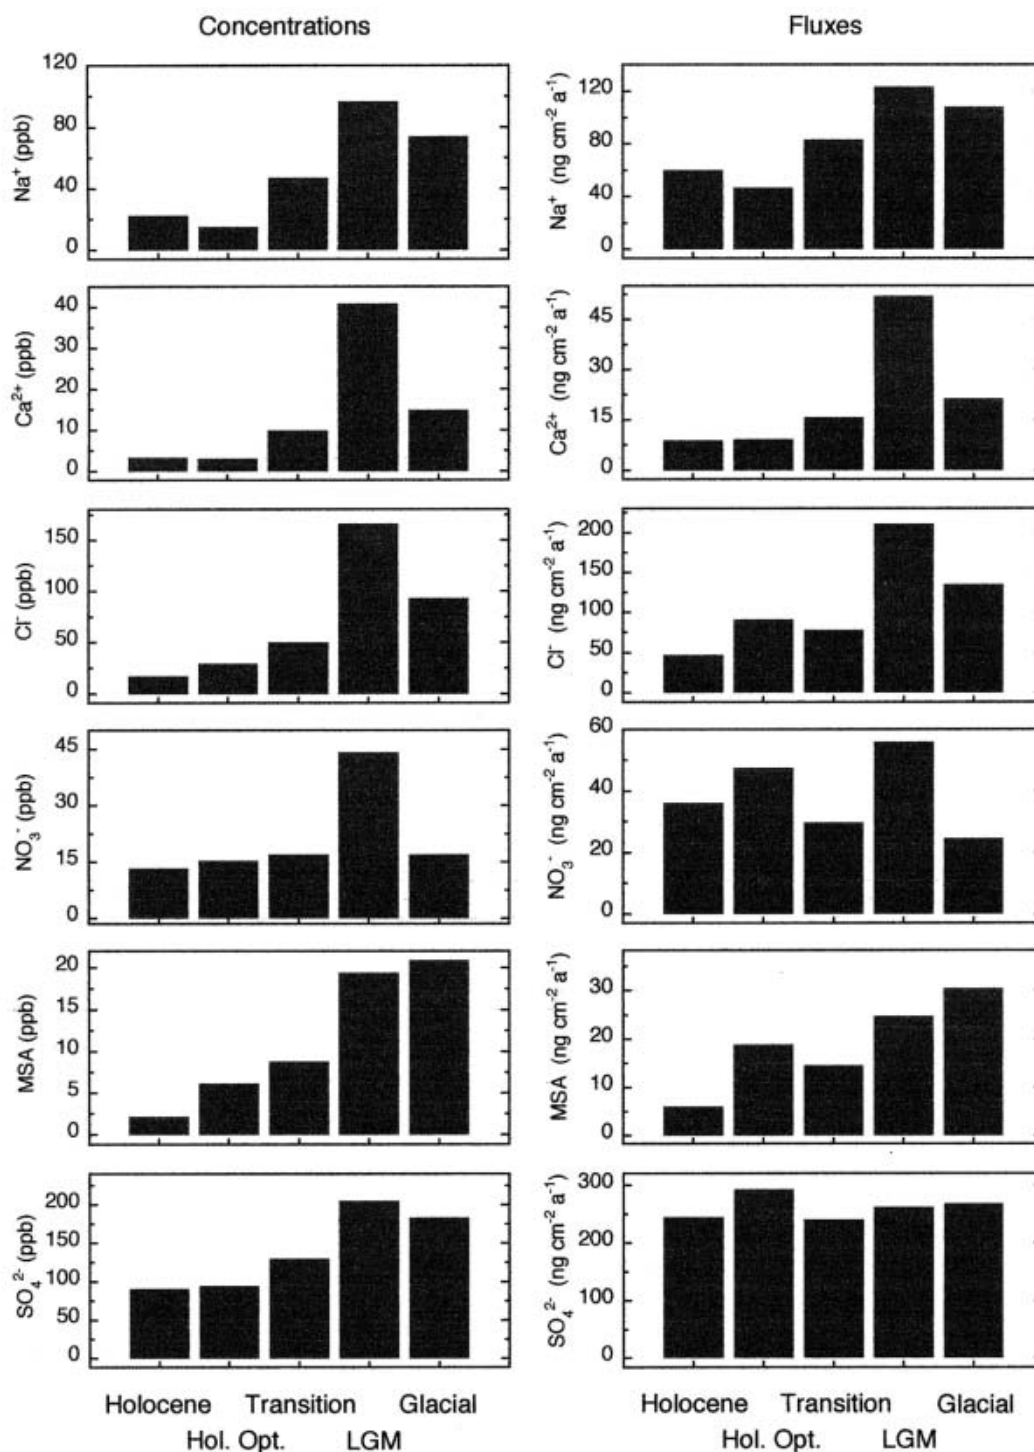 Concentrations
Fluxes
Na⁺ (ppb)
120
80
40
0
Na⁺ (ng cm⁻² a⁻¹)
120
80
40
0
Ca²⁺ (ppb)
40
30
20
10
0
Ca²⁺ (ng cm⁻² a⁻¹)
45
30
15
0
Cl⁻ (ppb)
150
100
50
0
Cl⁻ (ng cm⁻² a⁻¹)
200
150
100
50
0
NO₃⁻ (ppb)
45
30
15
0
NO₃⁻ (ng cm⁻² a⁻¹)
60
40
20
0
MSA (ppb)
20
15
10
5
0
MSA (ng cm⁻² a⁻¹)
30
20
10
0
SO₄²⁻ (ppb)
200
150
100
50
0
SO₄²⁻ (ng cm⁻² a⁻¹)
300
200
100
0
Holocene Transition Glacial
Hol. Opt. LGM
Holocene Transition Glacial
Hol. Opt. LGM